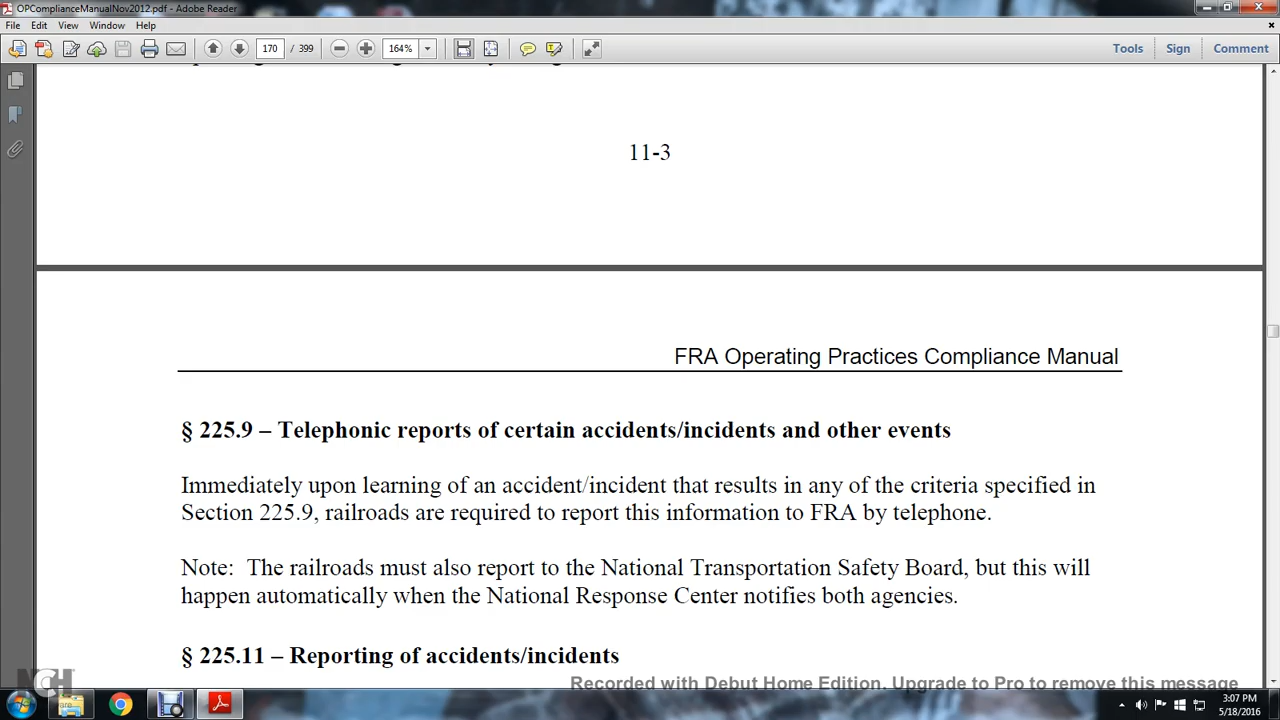 OPComplianceManualNov2012.pdf - Adobe Reader
File Edit View Window Help
170 / 399 164% Tools Sign Comment
11-3
FRA Operating Practices Compliance Manual
§ 225.9 – Telephonic reports of certain accidents/incidents and other events
Immediately upon learning of an accident/incident that results in any of the criteria specified in
Section 225.9, railroads are required to report this information to FRA by telephone.
Note: The railroads must also report to the National Transportation Safety Board, but this will
happen automatically when the National Response Center notifies both agencies.
§ 225.11 – Reporting of accidents/incidents
NCH
Recorded with Debut Home Edition. Upgrade to Pro to remove this message
3:07 PM
5/18/2016